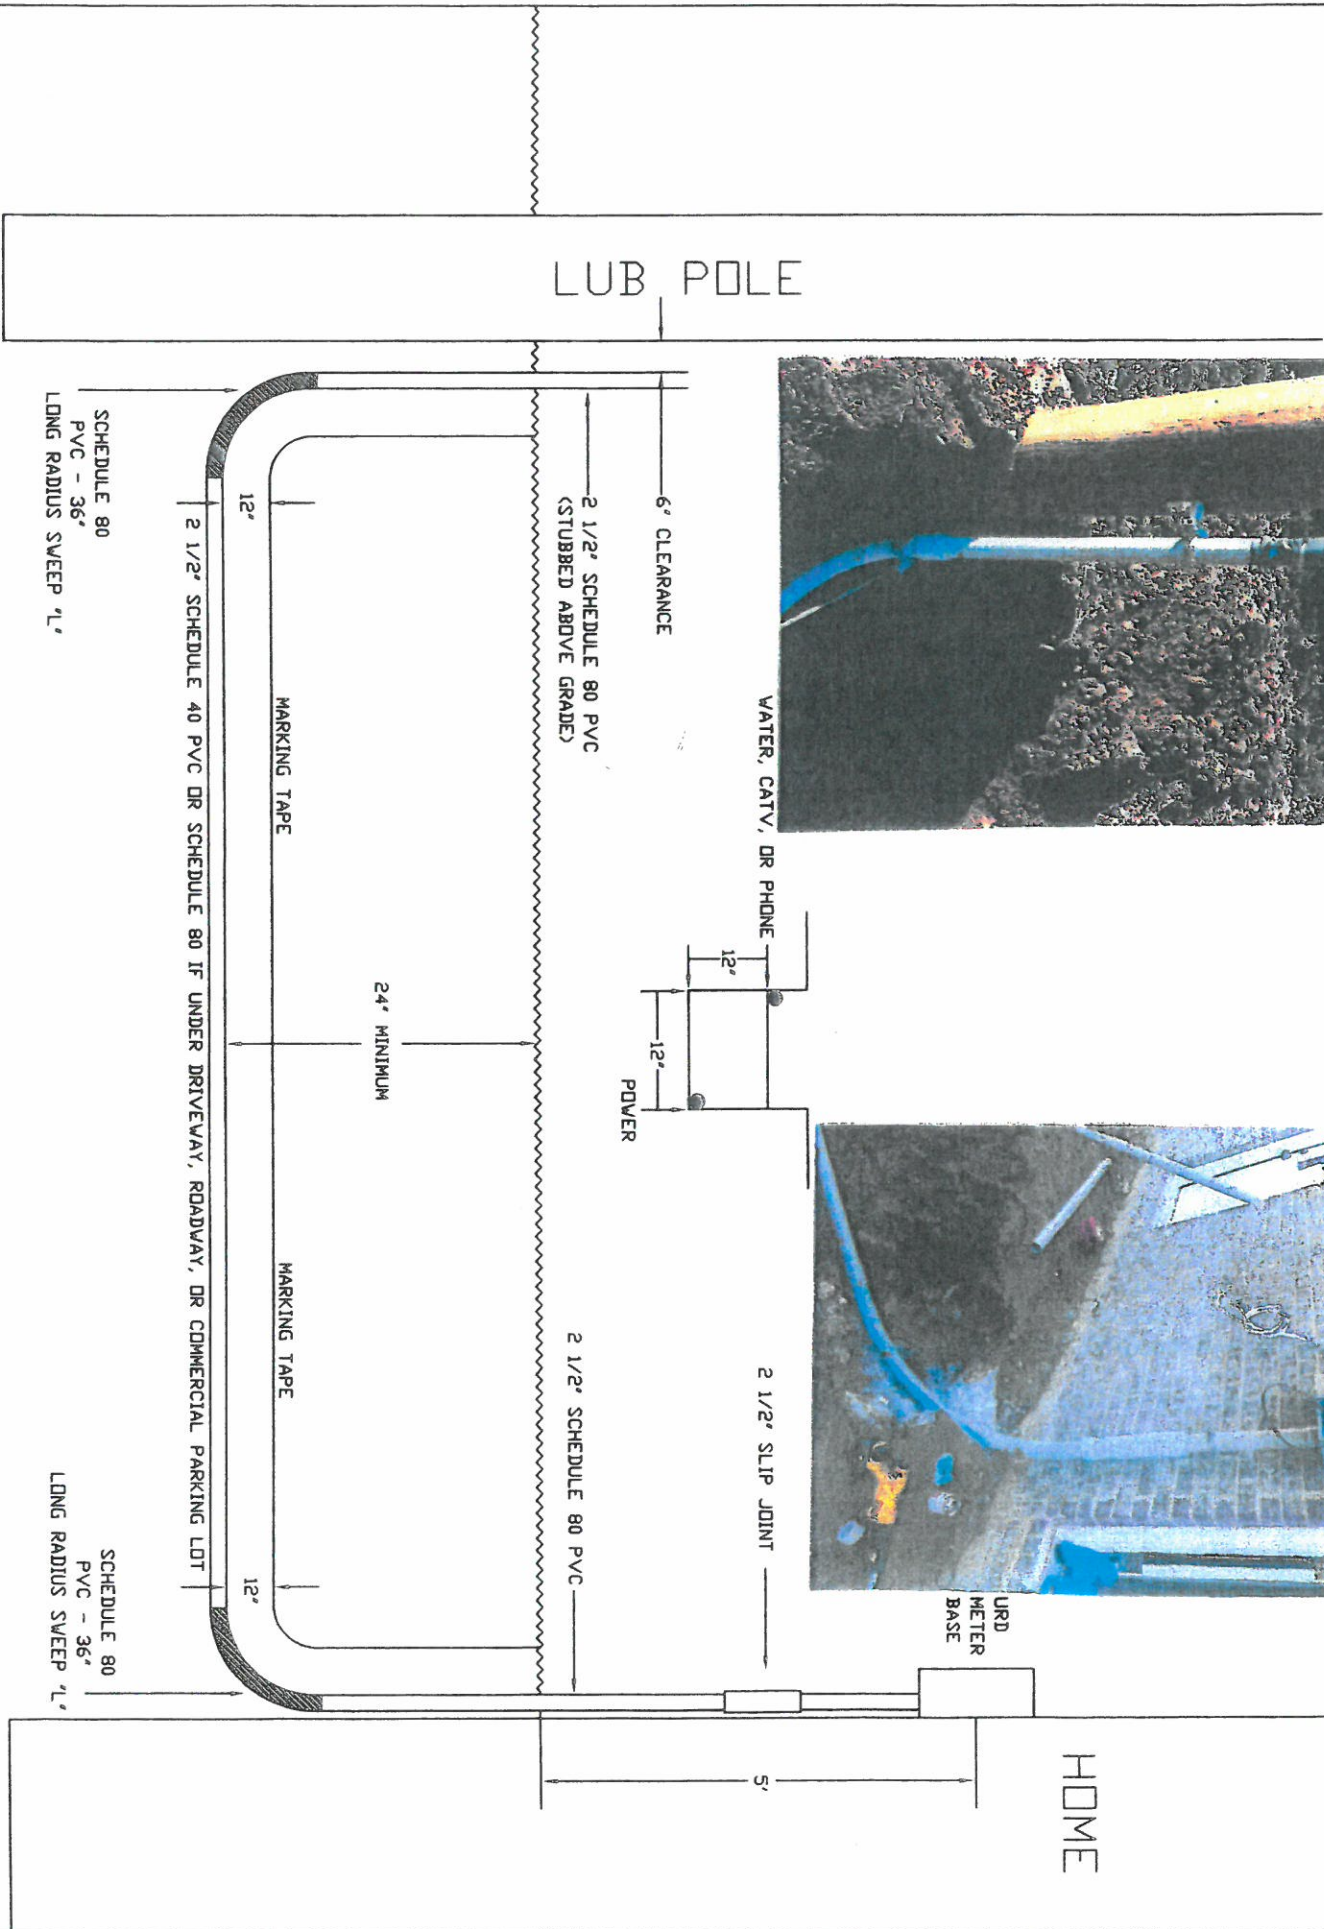 LUB POLE
HOME
URD
METER
BASE
5'
2 1/2" SLIP JOINT
WATER, CATV, OR PHONE
12"
12"
POWER
6" CLEARANCE
2 1/2" SCHEDULE 80 PVC
(STUBBED ABOVE GRADE)
2 1/2" SCHEDULE 80 PVC
24" MINIMUM
MARKING TAPE
MARKING TAPE
12"
12"
2 1/2" SCHEDULE 40 PVC OR SCHEDULE 80 IF UNDER DRIVEWAY, ROADWAY, OR COMMERCIAL PARKING LOT
SCHEDULE 80
PVC - 36"
LONG RADIUS SWEEP "L"
SCHEDULE 80
PVC - 36"
LONG RADIUS SWEEP "L"